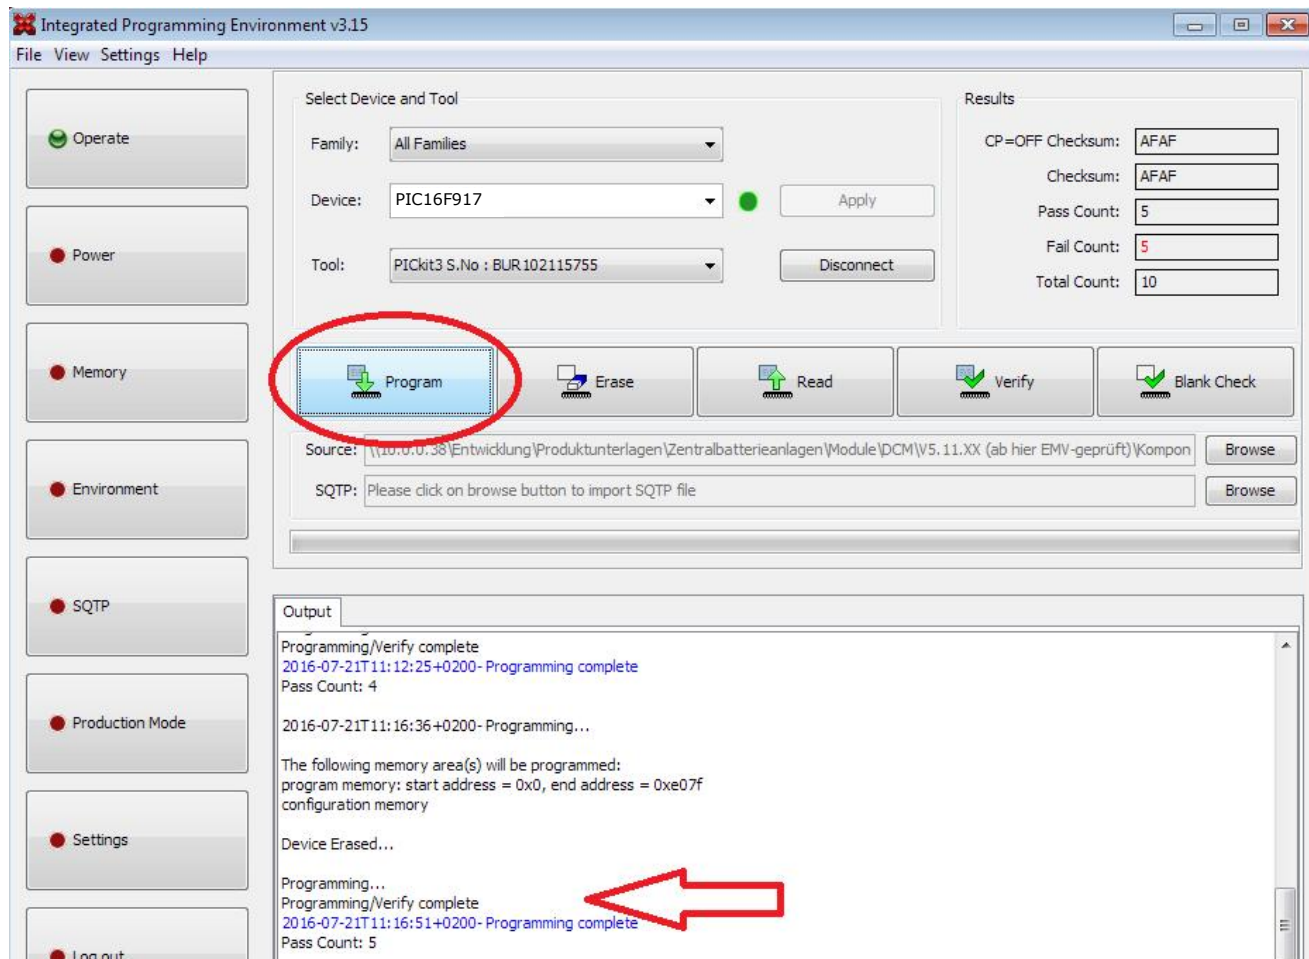 Integrated Programming Environment v3.15
File View Settings Help
Operate
Power
Memory
Environment
SQTP
Production Mode
Settings
Log out
Select Device and Tool
Family: All Families
Device: PIC16F917 Apply
Tool: PICkit3 S.No : BUR102115755 Disconnect
Results
CP=OFF Checksum: AFAF
Checksum: AFAF
Pass Count: 5
Fail Count: 5
Total Count: 10
Program Erase Read Verify Blank Check
Source: \\10.0.0.38\Entwicklung\Produktunterlagen\Zentralbatterieanlagen\Module\DCM\V5.11.XX (ab hier EMV-geprüft)\Kompon Browse
SQTP: Please click on browse button to import SQTP file Browse
Output
Programming/Verify complete
2016-07-21T11:12:25+0200- Programming complete
Pass Count: 4
2016-07-21T11:16:36+0200- Programming...
The following memory area(s) will be programmed:
program memory: start address = 0x0, end address = 0xe07f
configuration memory
Device Erased...
Programming...
Programming/Verify complete
2016-07-21T11:16:51+0200- Programming complete
Pass Count: 5